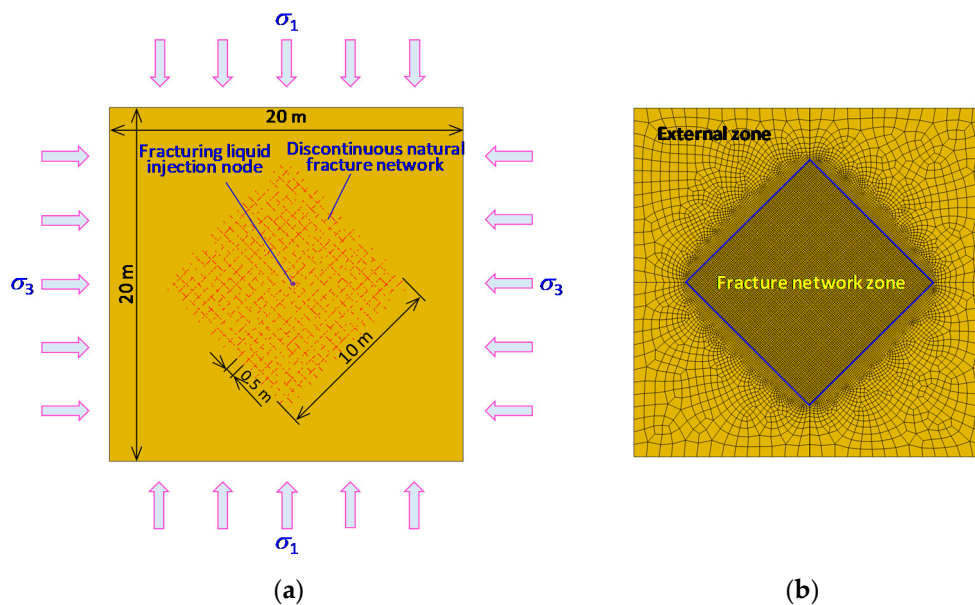 σ1
20 m
Fracturing liquid
injection node
Discontinuous natural
fracture network
σ3
20 m
σ3
10 m
0.5 m
σ1
(a)
External zone
Fracture network zone
(b)